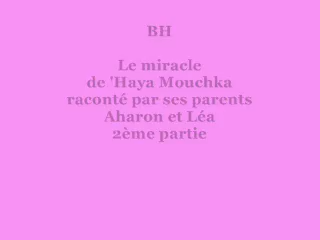 BH
Le miracle
de 'Haya Mouchka
raconté par ses parents
Aharon et Léa
2ème partie